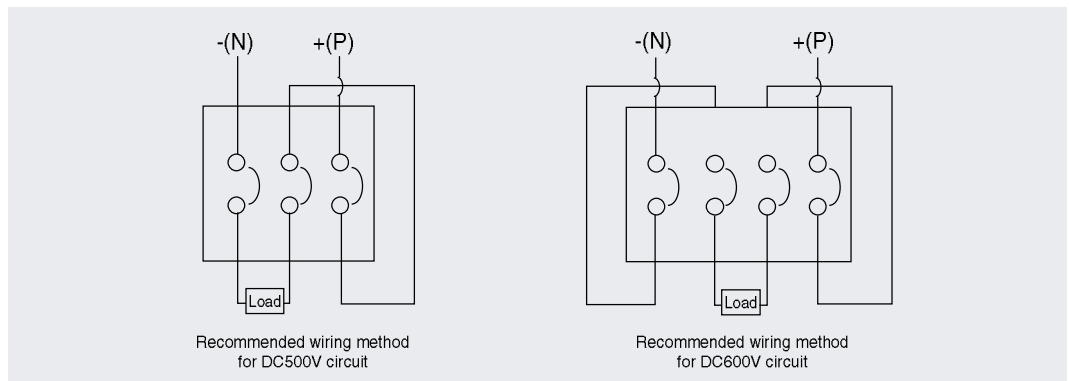 -(N)
+(P)
-(N)
+(P)
Load
Load
Recommended wiring method
for DC500V circuit
Recommended wiring method
for DC600V circuit